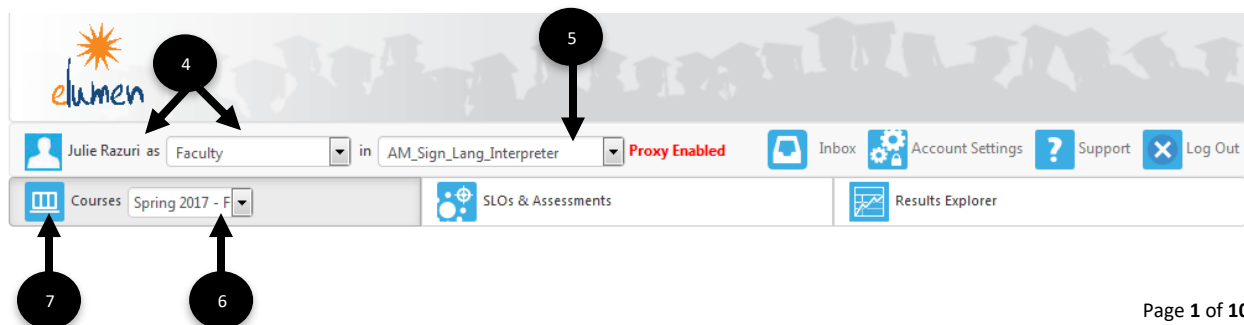 5
4
elumen
Julie Razuri as Faculty in AM_Sign_Lang_Interpreter Proxy Enabled Inbox Account Settings ? Support Log Out
Courses Spring 2017 - F SLOs & Assessments Results Explorer
7 6
Page 1 of 10